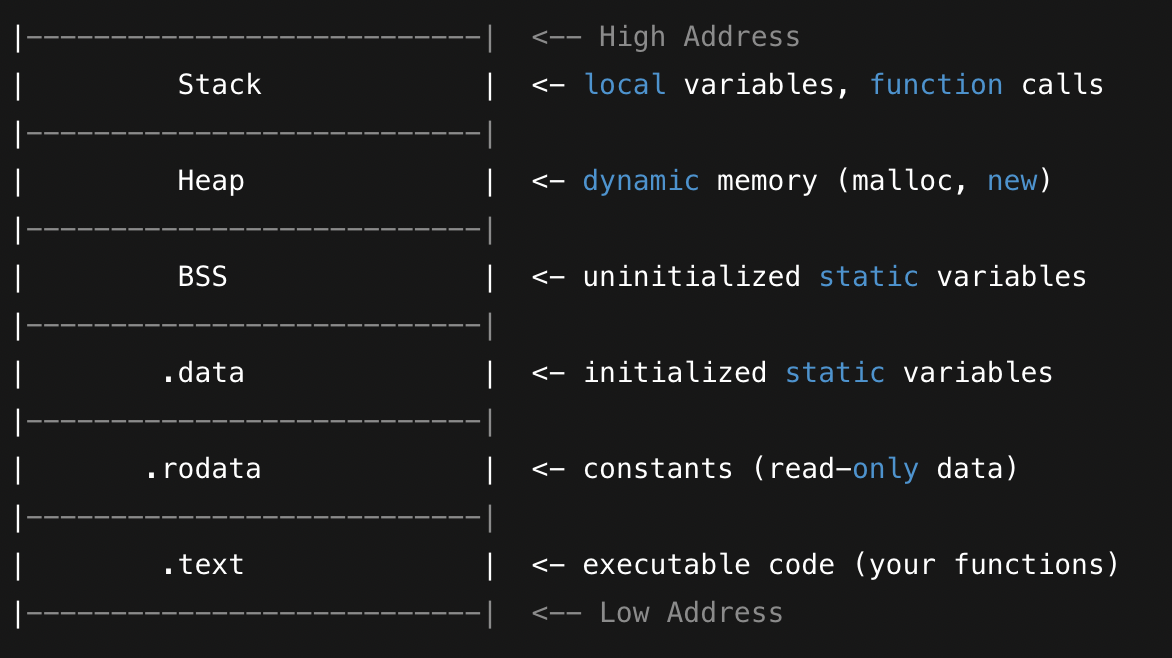 |---------------------------| <-- High Address
| Stack | <- local variables, function calls
|---------------------------|
| Heap | <- dynamic memory (malloc, new)
|---------------------------|
| BSS | <- uninitialized static variables
|---------------------------|
| .data | <- initialized static variables
|---------------------------|
| .rodata | <- constants (read-only data)
|---------------------------|
| .text | <- executable code (your functions)
|---------------------------| <-- Low Address